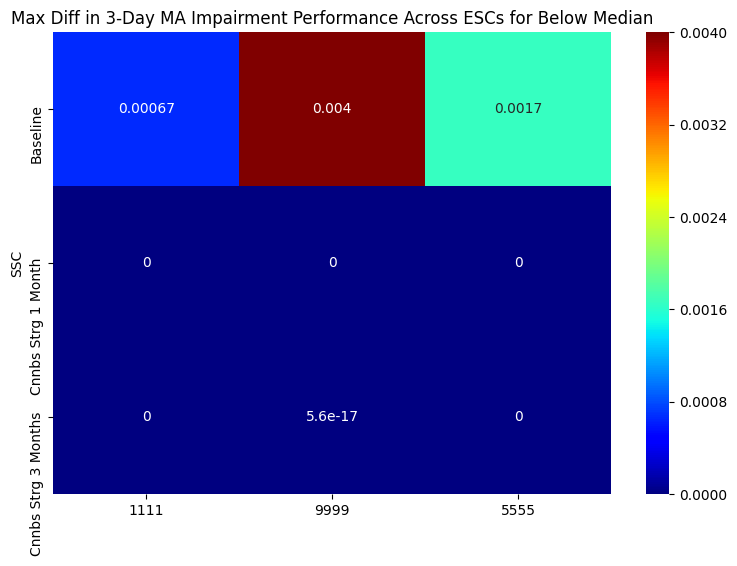 Max Diff in 3-Day MA Impairment Performance Across ESCs for Below Median
SSC
Baseline
Cnnbs Strg 1 Month
Cnnbs Strg 3 Months
0.00067 0.004 0.0017
0 0 0
0 5.6e-17 0
1111 9999 5555
0.0040
0.0032
0.0024
0.0016
0.0008
0.0000